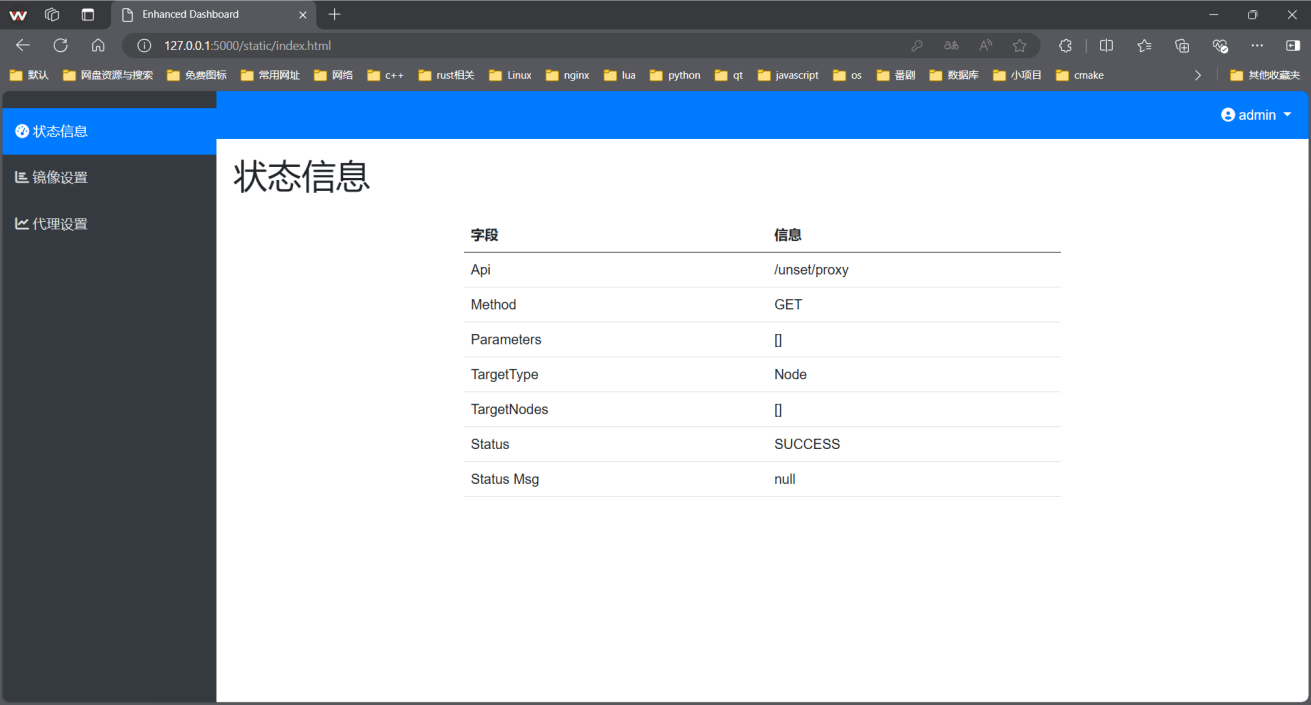 Enhanced Dashboard
127.0.0.1:5000/static/index.html
默认 网盘资源与搜索 免费图标 常用网址 网络 c++ rust相关 Linux nginx lua python qt javascript os 番剧 数据库 小项目 cmake 其他收藏夹
admin
状态信息
镜像设置
代理设置
状态信息
字段 信息
Api /unset/proxy
Method GET
Parameters []
TargetType Node
TargetNodes []
Status SUCCESS
Status Msg null